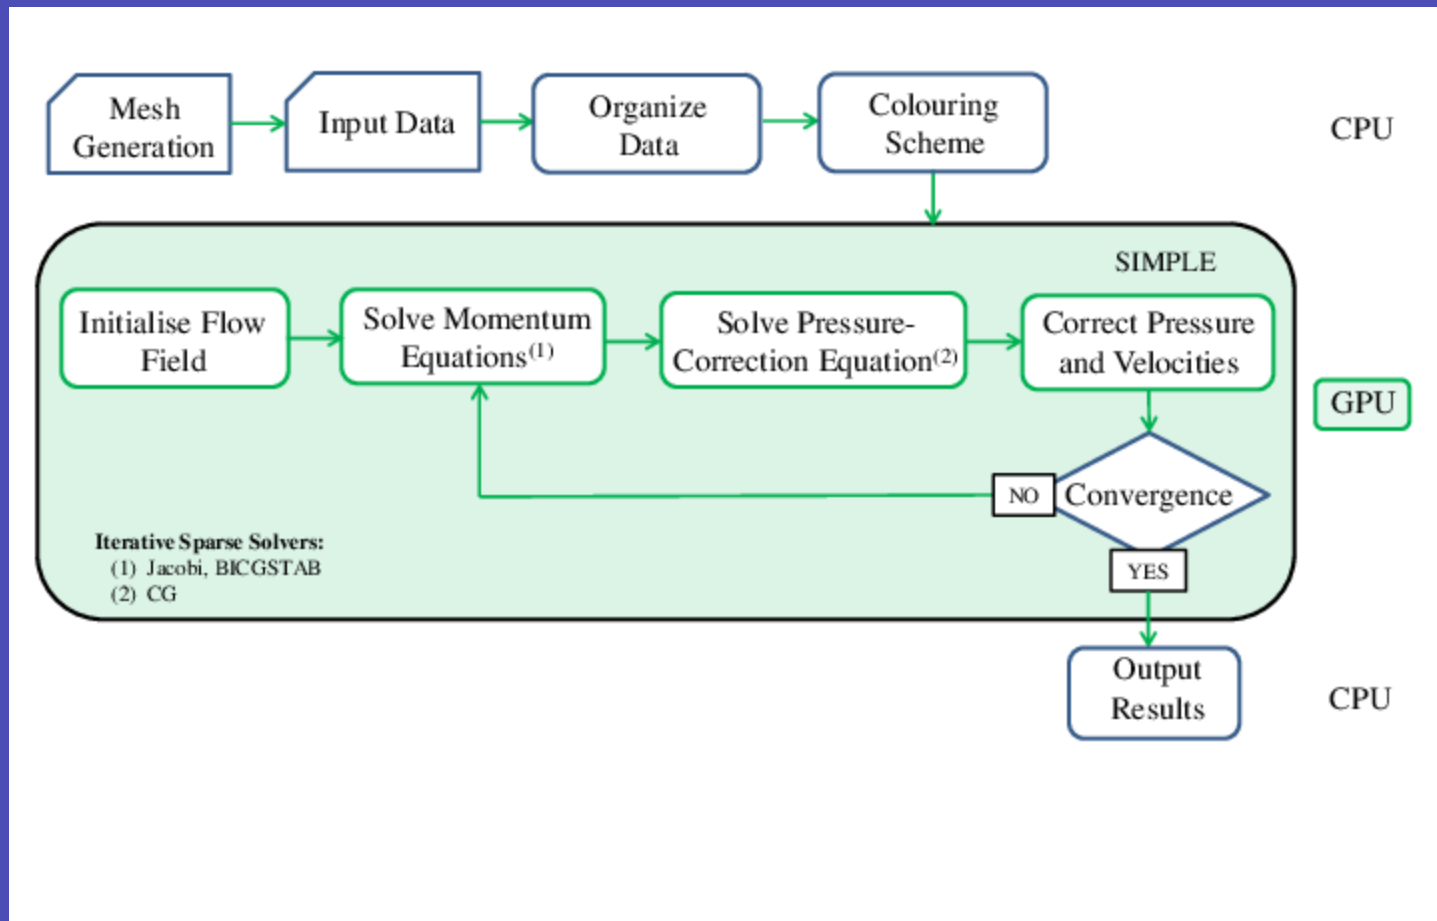 Mesh
Generation
Input Data
Organize
Data
Colouring
Scheme
CPU
SIMPLE
Initialise Flow
Field
Solve Momentum
Equations(1)
Solve Pressure-
Correction Equation(2)
Correct Pressure
and Velocities
GPU
NO
Convergence
YES
Iterative Sparse Solvers:
(1) Jacobi, BICGSTAB
(2) CG
Output
Results
CPU